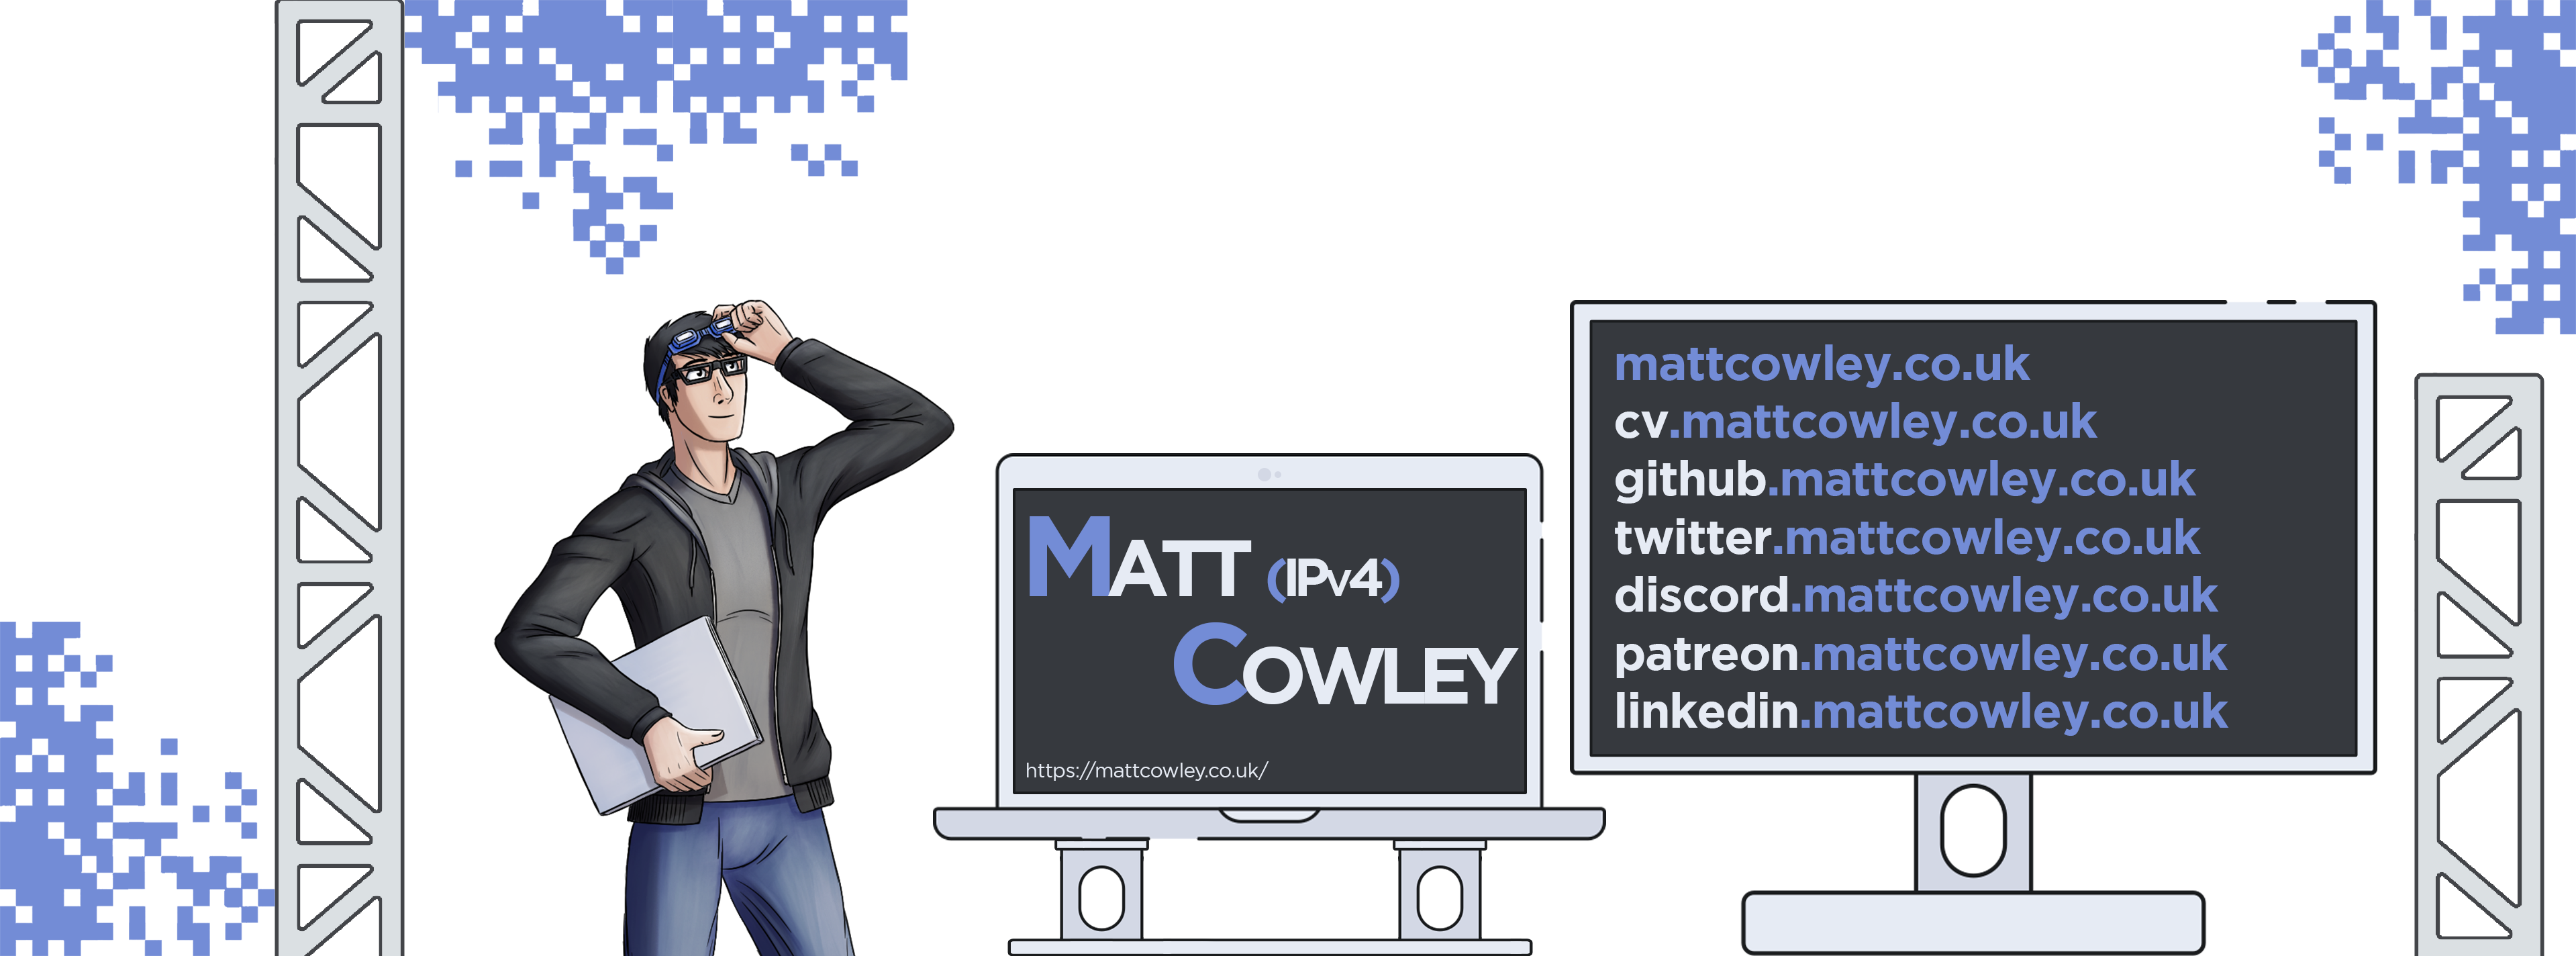 MATT (IPv4)
COWLEY
https://mattcowley.co.uk/
mattcowley.co.uk
cv.mattcowley.co.uk
github.mattcowley.co.uk
twitter.mattcowley.co.uk
discord.mattcowley.co.uk
patreon.mattcowley.co.uk
linkedin.mattcowley.co.uk